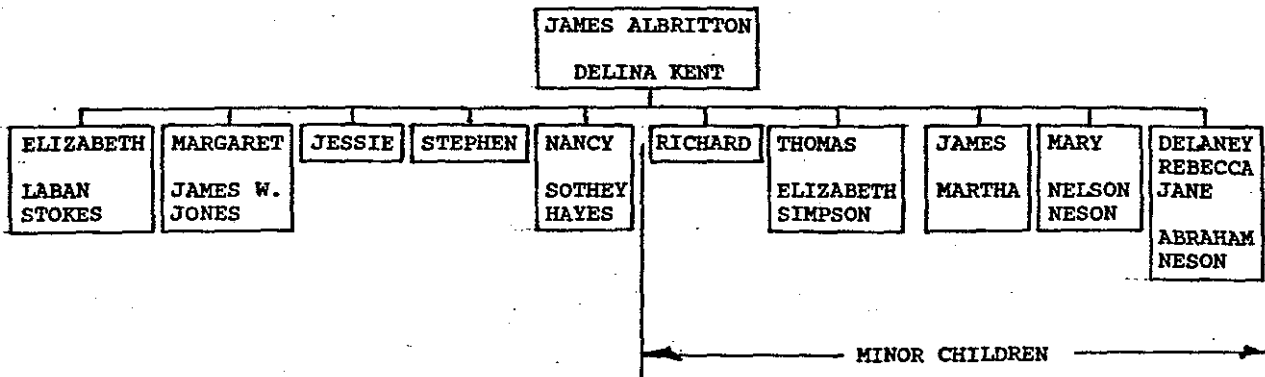 JAMES ALBRITTON
DELINA KENT
ELIZABETH
LABAN
STOKES
MARGARET
JAMES W.
JONES
JESSIE
STEPHEN
NANCY
SOTHEY
HAYES
RICHARD
THOMAS
ELIZABETH
SIMPSON
JAMES
MARTHA
MARY
NELSON
NESON
DELANEY
REBECCA
JANE
ABRAHAM
NESON
MINOR CHILDREN